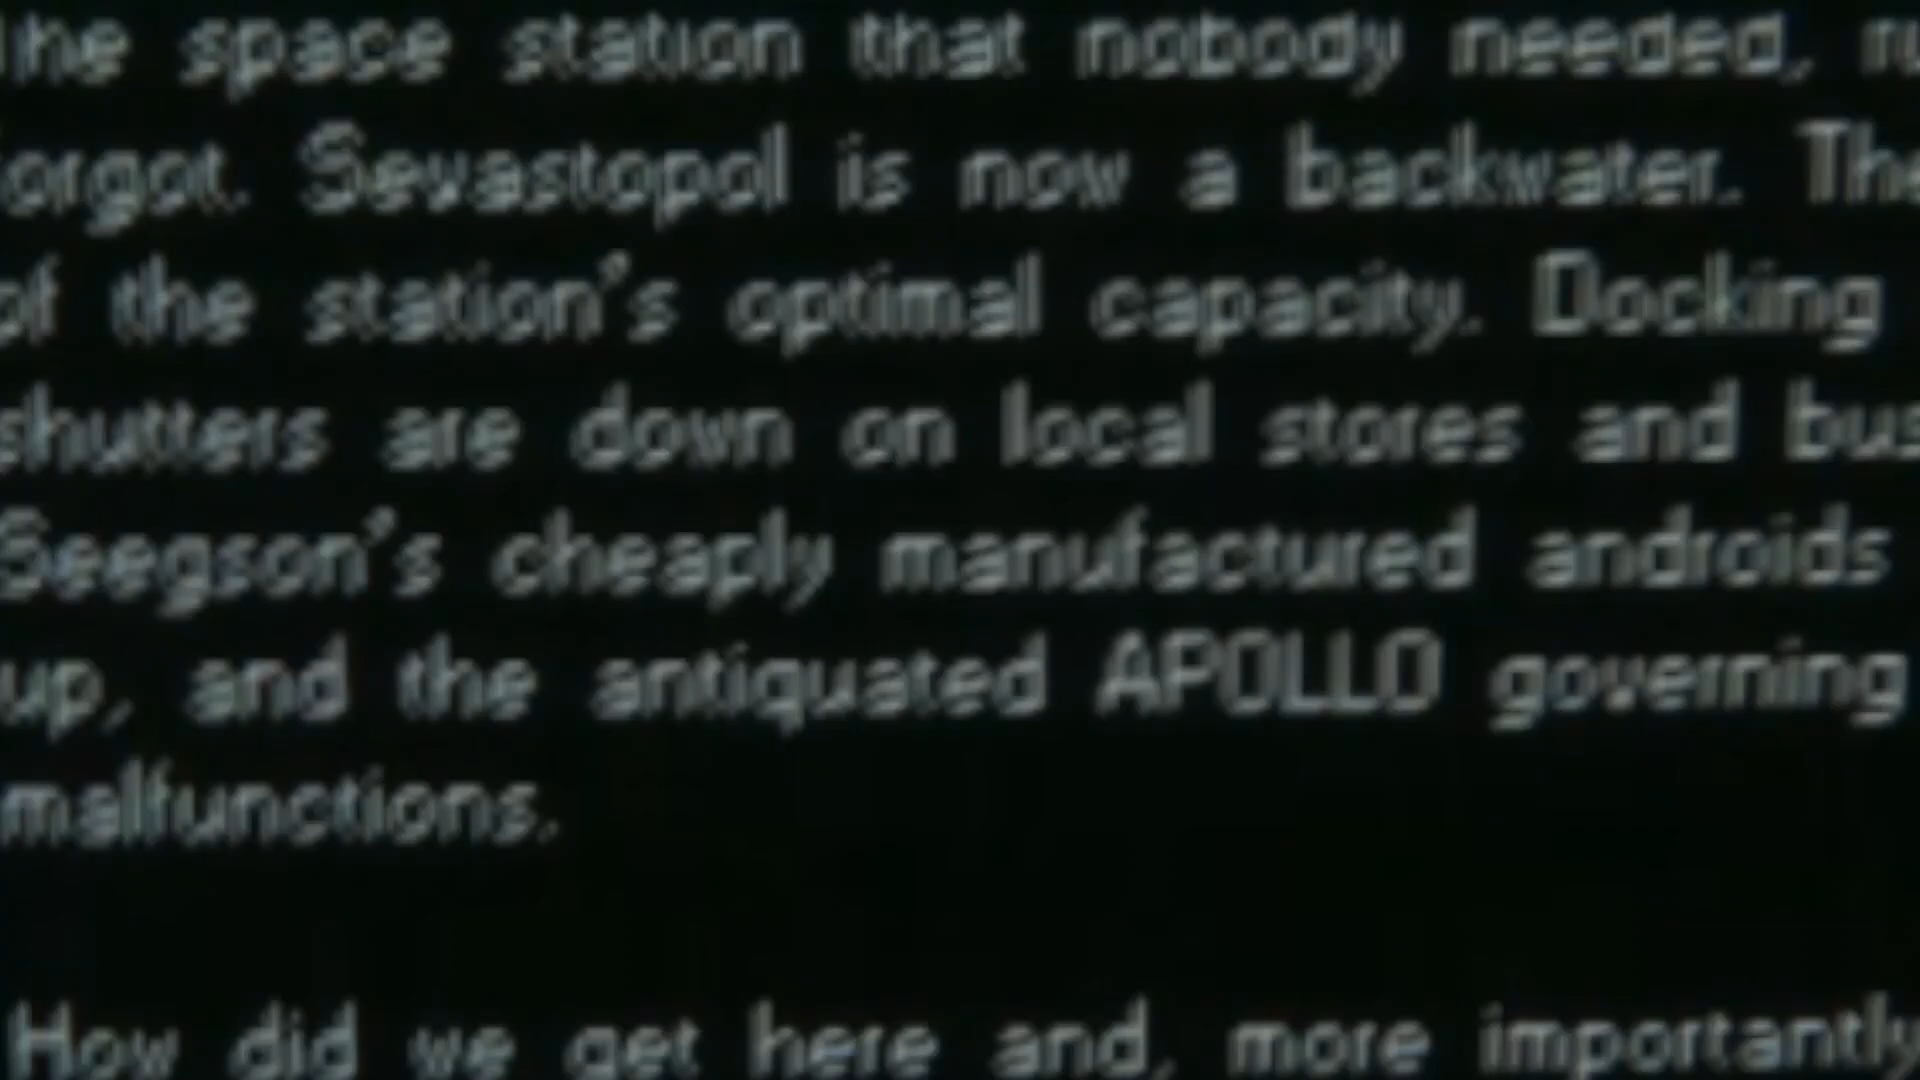 the space station that nobody needed,
forgot. Sevastopol is now a backwater. The
of the station's optimal capacity. Docking
shutters are down on local stores and
Seegson's cheaply manufactured androids
up, and the antiquated APOLLO governing
malfunctions.
How did we get here and, more importantly